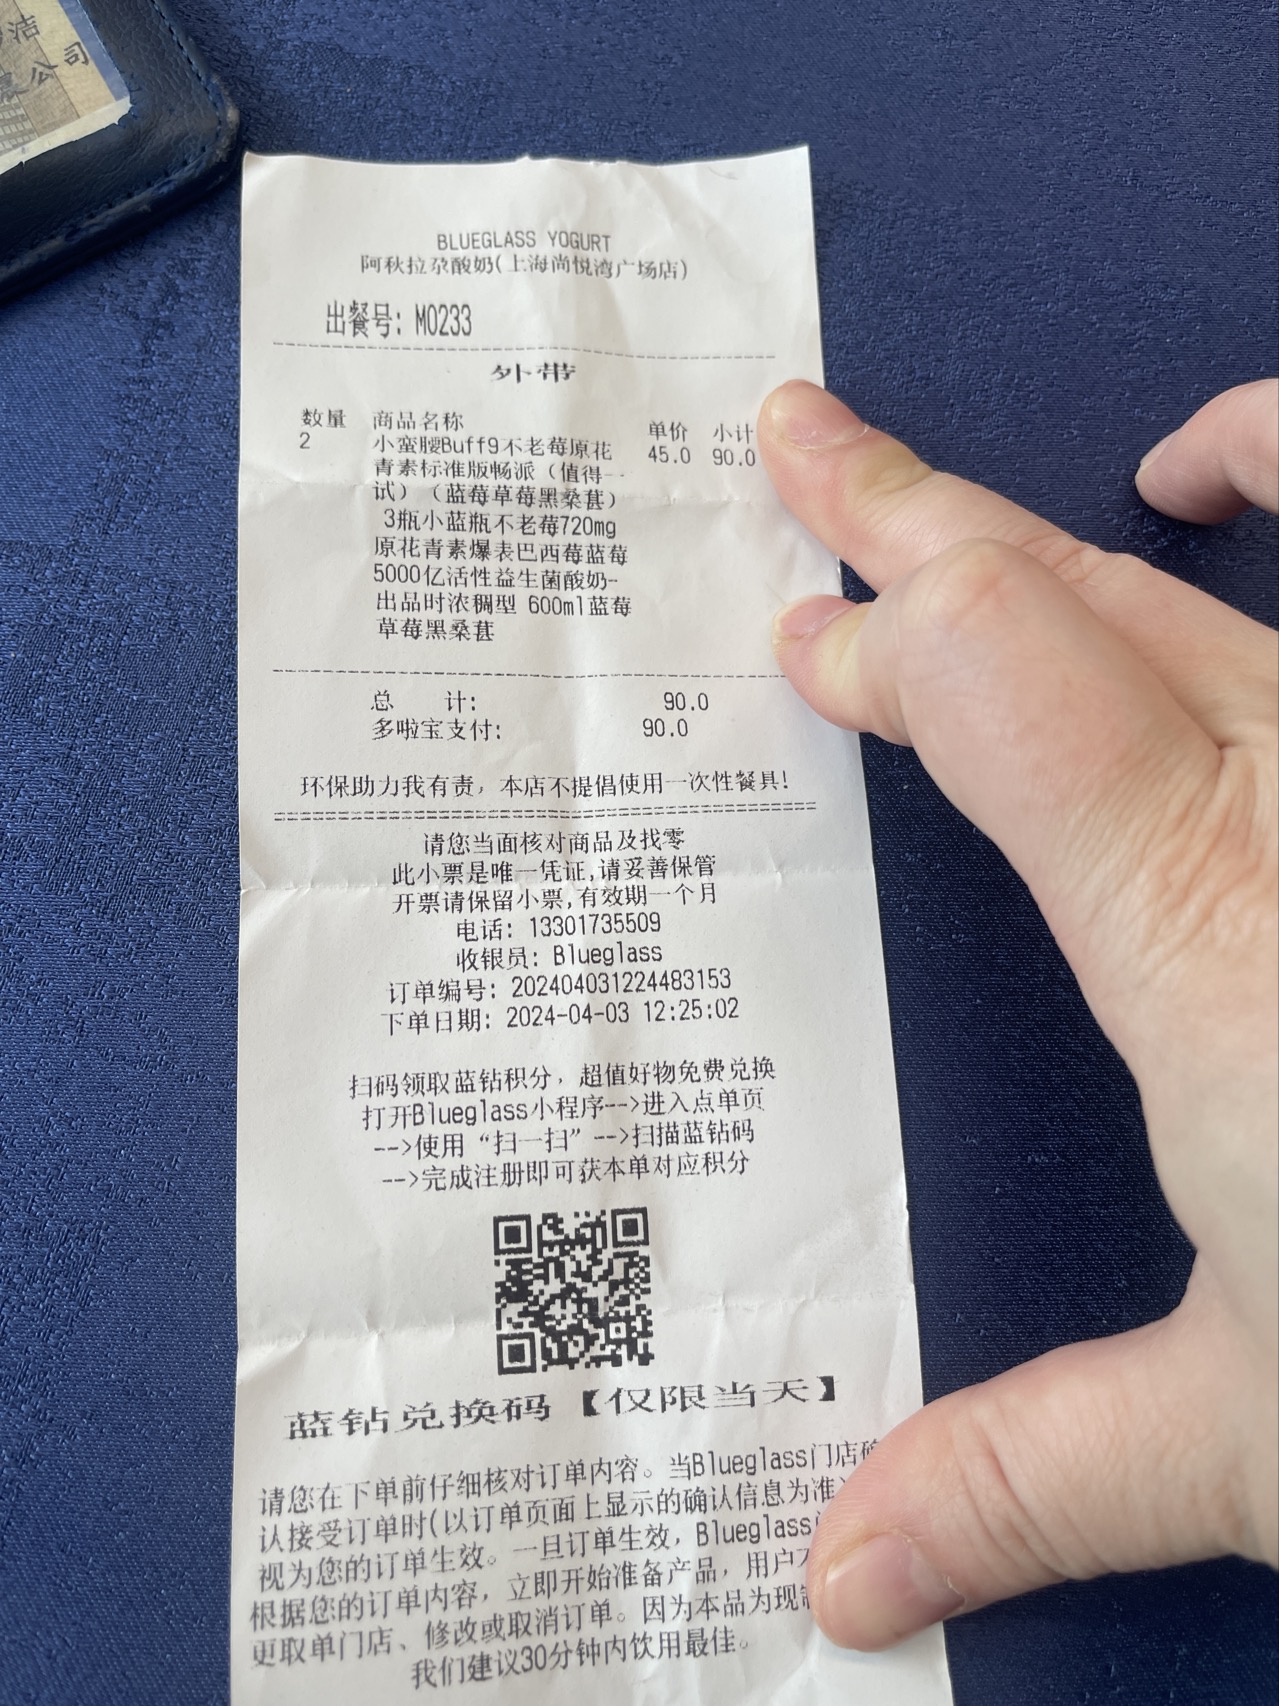 洁
展公司
BLUEGLASS YOGURT
阿秋拉尕酸奶(上海尚悦湾广场店)
出餐号: M0233
外带
数量 商品名称 单价 小计
2 小蛮腰Buff9不老莓原花 45.0 90.0
青素标准版畅派（值得一
试）（蓝莓草莓黑桑葚）
3瓶小蓝瓶不老莓720mg
原花青素爆表巴西莓蓝莓
5000亿活性益生菌酸奶-
出品时浓稠型 600ml蓝莓
草莓黑桑葚
总 计: 90.0
多啦宝支付: 90.0
环保助力我有责，本店不提倡使用一次性餐具!
请您当面核对商品及找零
此小票是唯一凭证,请妥善保管
开票请保留小票,有效期一个月
电话: 13301735509
收银员: Blueglass
订单编号: 202404031224483153
下单日期: 2024-04-03 12:25:02
扫码领取蓝钻积分，超值好物免费兑换
打开Blueglass小程序-->进入点单页
-->使用“扫一扫”-->扫描蓝钻码
-->完成注册即可获本单对应积分
蓝钻兑换码【仅限当天】
请您在下单前仔细核对订单内容。当Blueglass门店确
认接受订单时(以订单页面上显示的确认信息为准
视为您的订单生效。一旦订单生效，Blueglass
根据您的订单内容，立即开始准备产品，用户不
更取单门店、修改或取消订单。因为本品为现制
我们建议30分钟内饮用最佳。